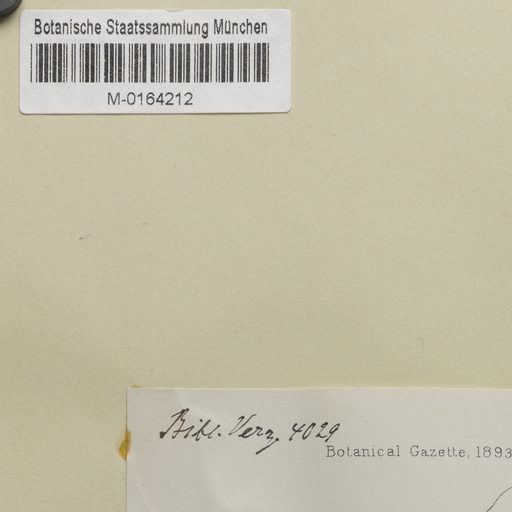 Botanische Staatssammlung München
M-0164212
Bibl. Verz. 4029
Botanical Gazette, 1893